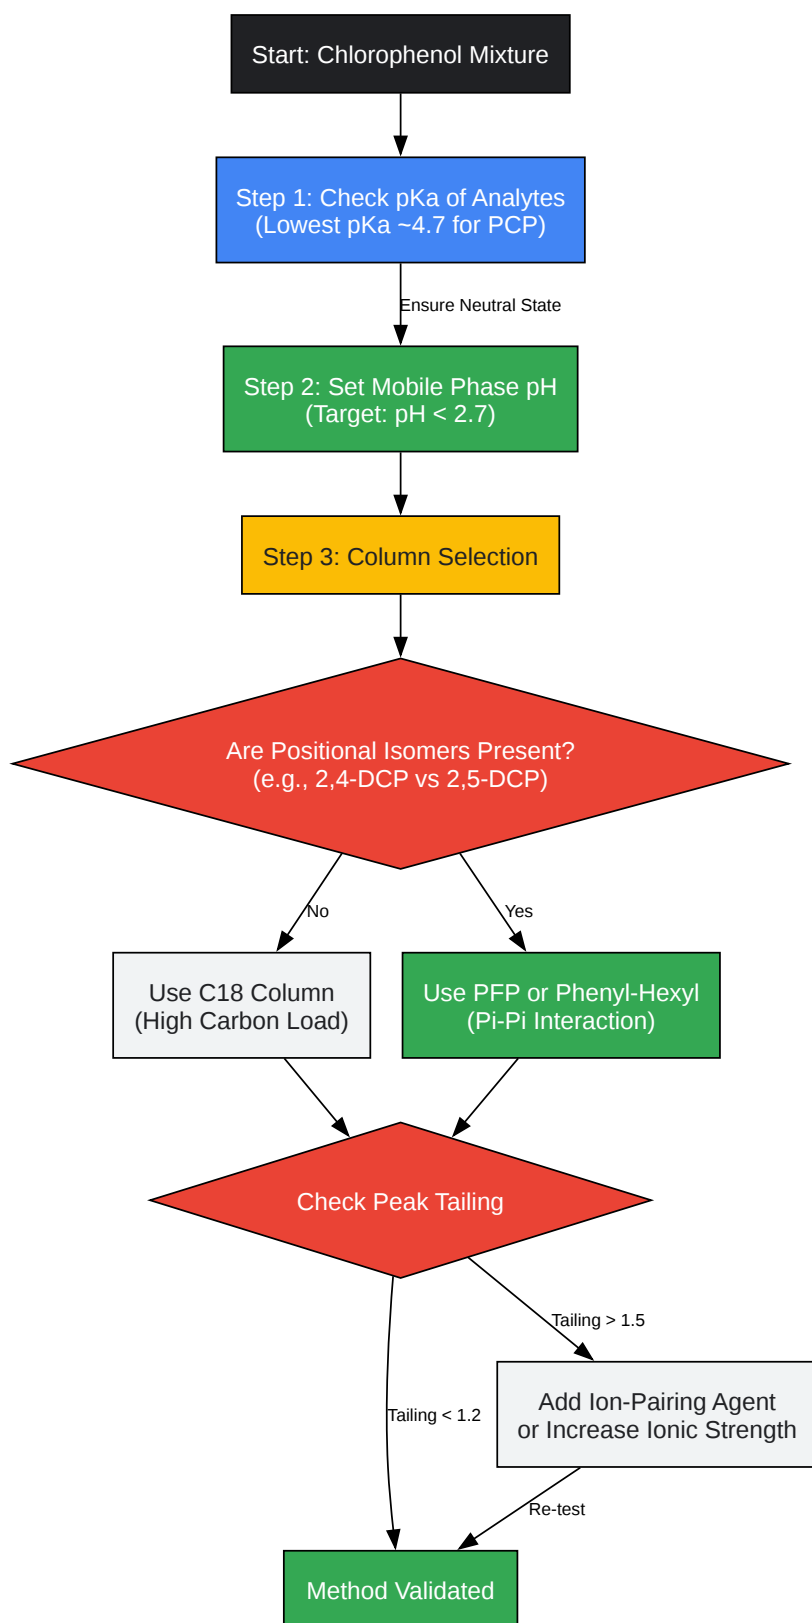 Start: Chlorophenol Mixture
Step 1: Check pKa of Analytes
(Lowest pKa ~4.7 for PCP)
Ensure Neutral State
Step 2: Set Mobile Phase pH
(Target: pH < 2.7)
Step 3: Column Selection
Are Positional Isomers Present?
(e.g., 2,4-DCP vs 2,5-DCP)
No
Yes
Use C18 Column
(High Carbon Load)
Use PFP or Phenyl-Hexyl
(Pi-Pi Interaction)
Check Peak Tailing
Tailing > 1.5
Add Ion-Pairing Agent
or Increase Ionic Strength
Tailing < 1.2
Re-test
Method Validated